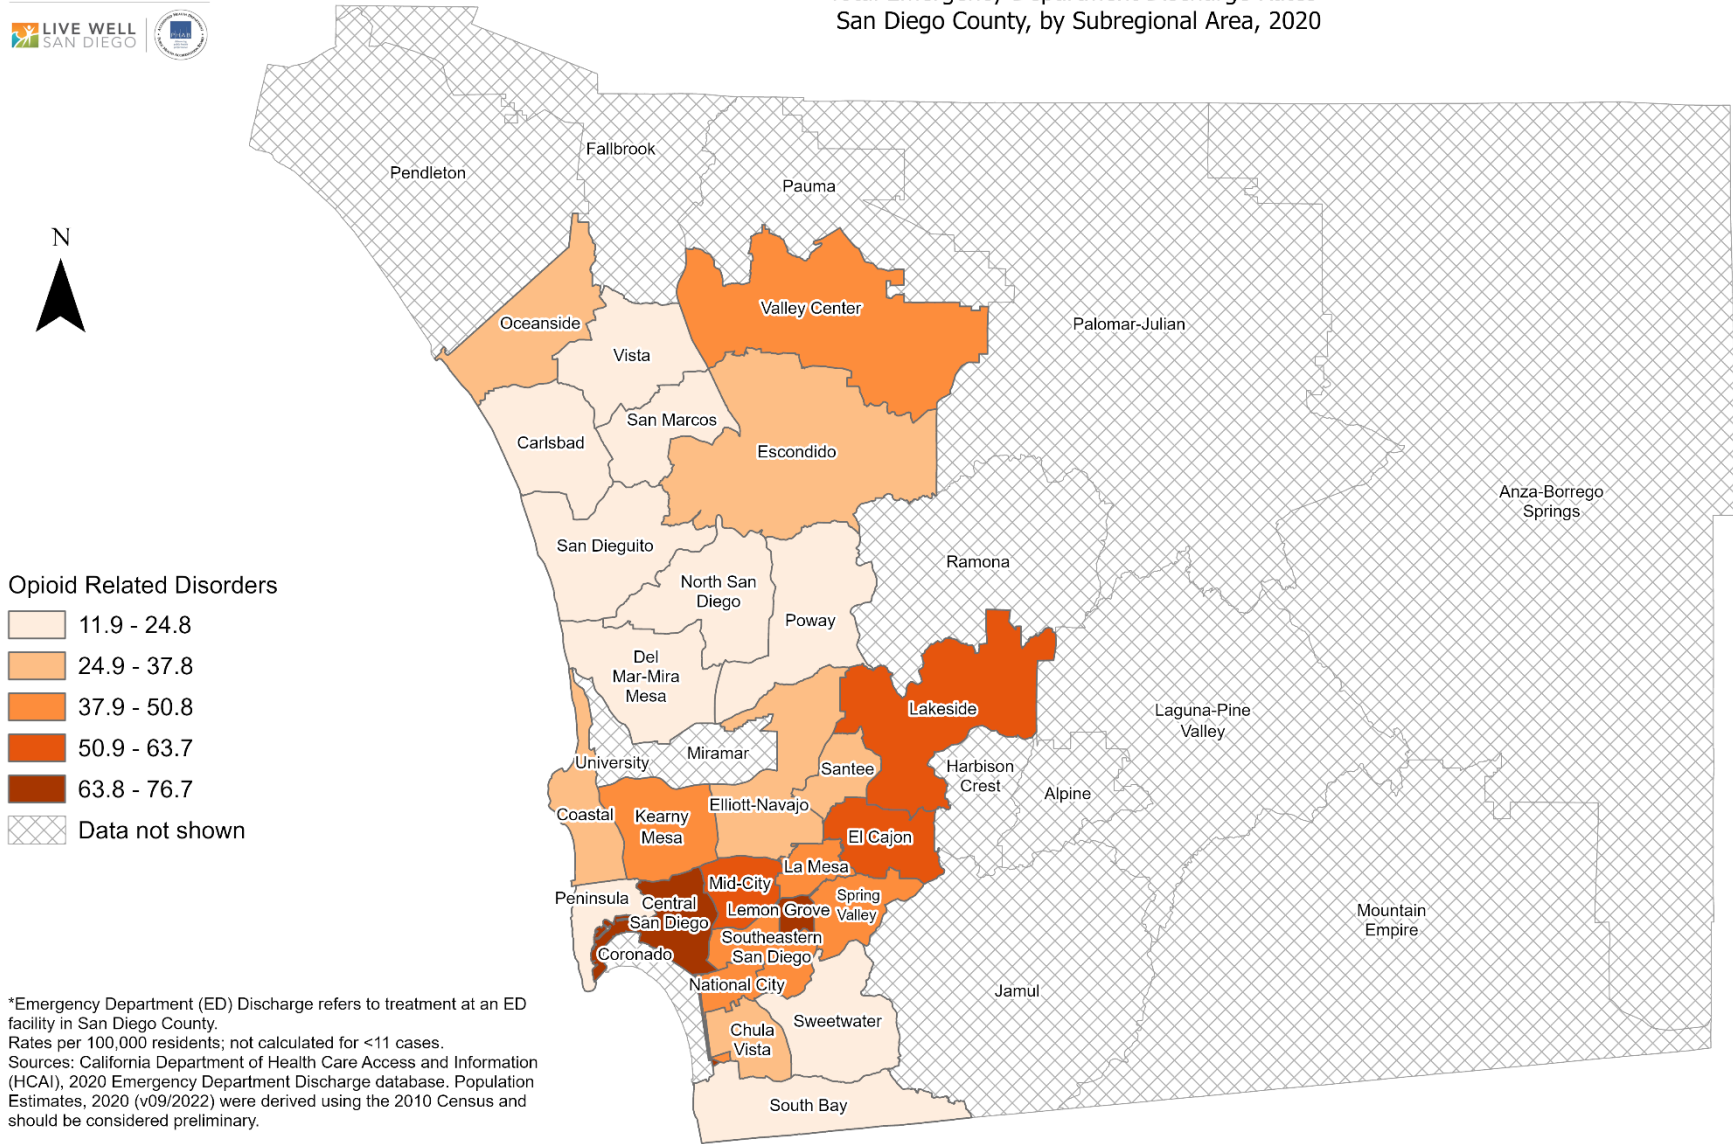 San Diego County, by Subregional Area, 2020
LIVE WELL
SAN DIEGO
PHAB
N
Fallbrook
Pendleton
Pauma
Valley Center
Oceanside
Palomar-Julian
Vista
San Marcos
Carlsbad
Escondido
Anza-Borrego
Springs
San Dieguito
Ramona
North San
Diego
Poway
Del
Mar-Mira
Mesa
Lakeside
Laguna-Pine
Valley
Miramar
University
Santee
Harbison
Crest
Alpine
Elliott-Navajo
Coastal
Kearny
Mesa
El Cajon
La Mesa
Mid-City
Peninsula
Central
San Diego
Lemon Grove
Spring
Valley
Mountain
Empire
Southeastern
San Diego
Coronado
National City
Jamul
Sweetwater
Chula
Vista
South Bay
Opioid Related Disorders
11.9 - 24.8
24.9 - 37.8
37.9 - 50.8
50.9 - 63.7
63.8 - 76.7
Data not shown
*Emergency Department (ED) Discharge refers to treatment at an ED
facility in San Diego County.
Rates per 100,000 residents; not calculated for <11 cases.
Sources: California Department of Health Care Access and Information
(HCAI), 2020 Emergency Department Discharge database. Population
Estimates, 2020 (v09/2022) were derived using the 2010 Census and
should be considered preliminary.